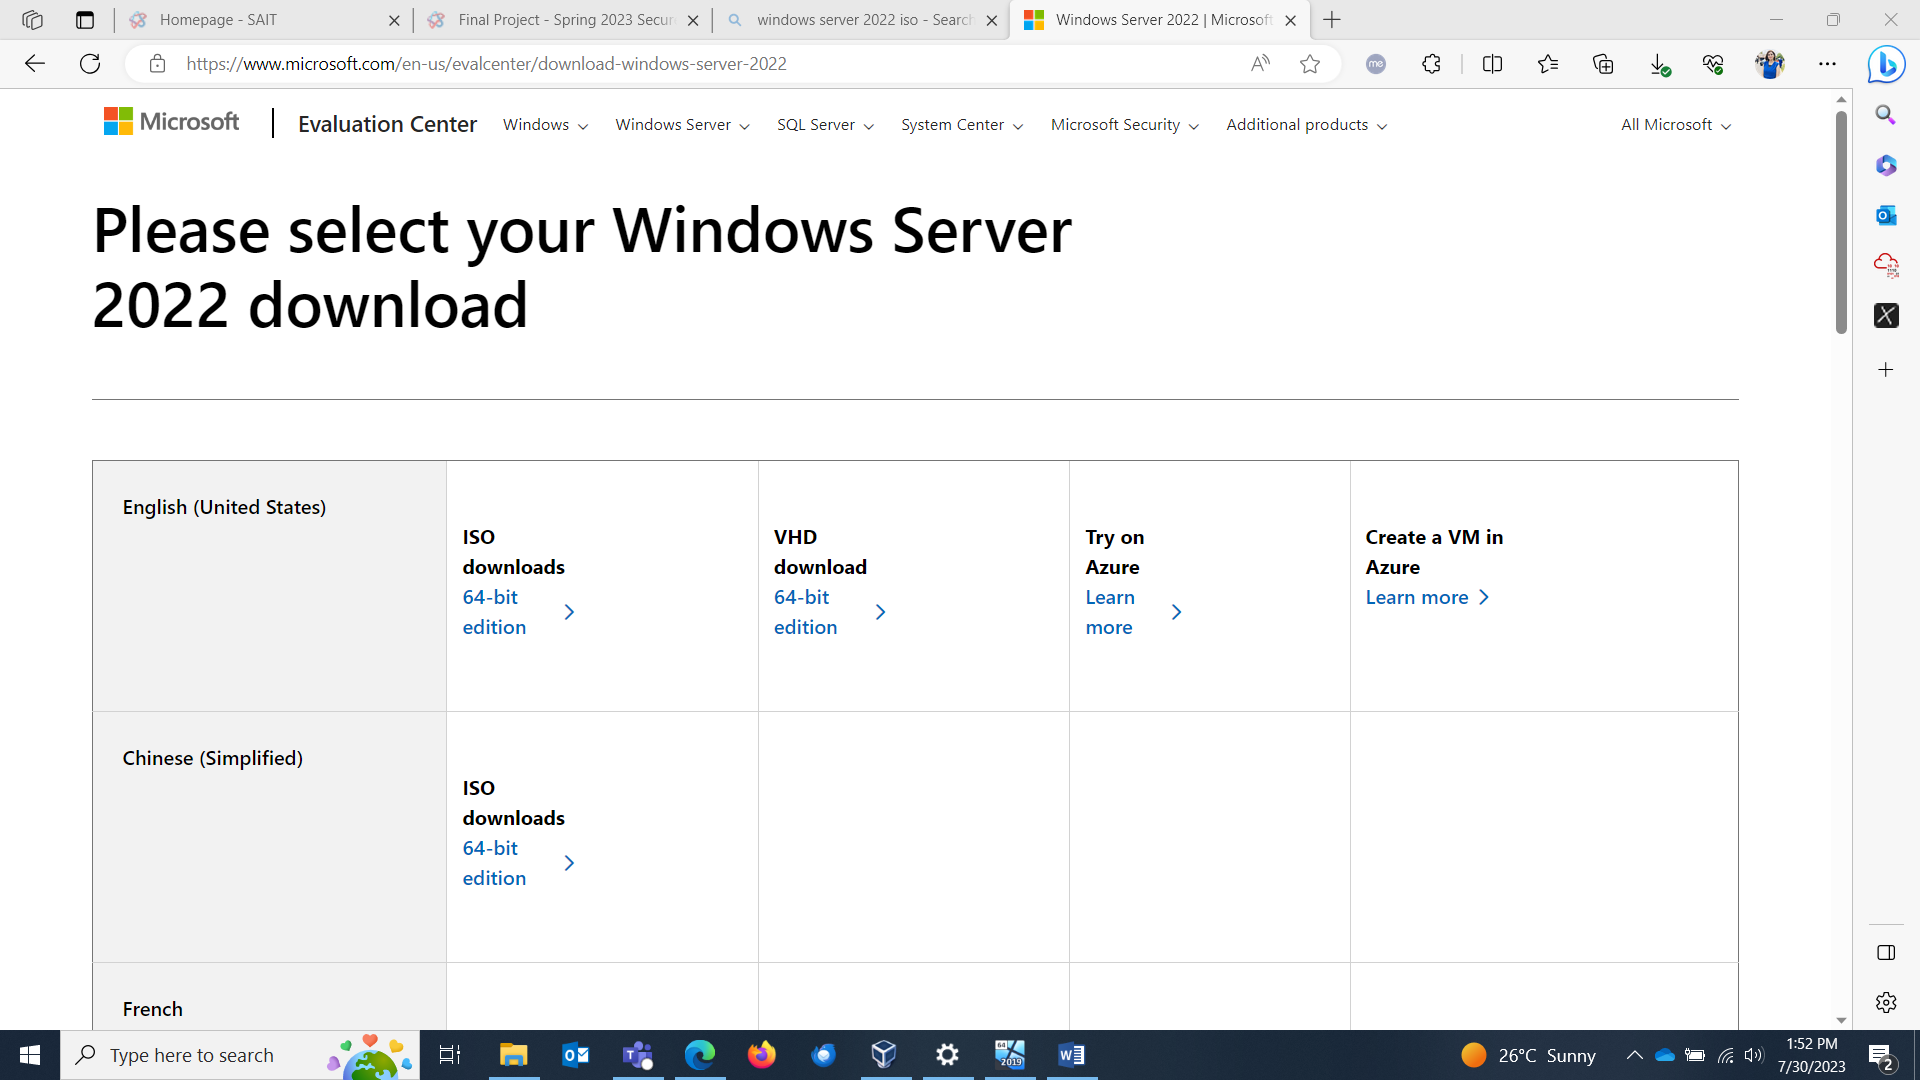 Homepage - SAIT
Final Project - Spring 2023 Secur
windows server 2022 iso - Search
Windows Server 2022 | Microsoft
https://www.microsoft.com/en-us/evalcenter/download-windows-server-2022
me
Microsoft
Evaluation Center
Windows
Windows Server
SQL Server
System Center
Microsoft Security
Additional products
All Microsoft
Please select your Windows Server
2022 download
English (United States)
ISO
downloads
64-bit
edition
VHD
download
64-bit
edition
Try on
Azure
Learn
more
Create a VM in
Azure
Learn more
Chinese (Simplified)
ISO
downloads
64-bit
edition
French
Type here to search
64
2019
26°C Sunny
1:52 PM
7/30/2023
2